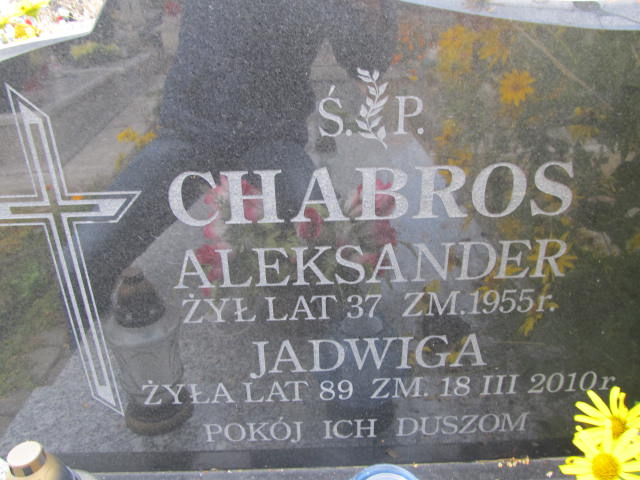 Ś. P.
CHABROS
ALEKSANDER
ŻYŁ LAT 37 ZM. 1955r.
JADWIGA
ŻYŁA LAT 89 ZM. 18 III 2010r.
POKÓJ ICH DUSZOM